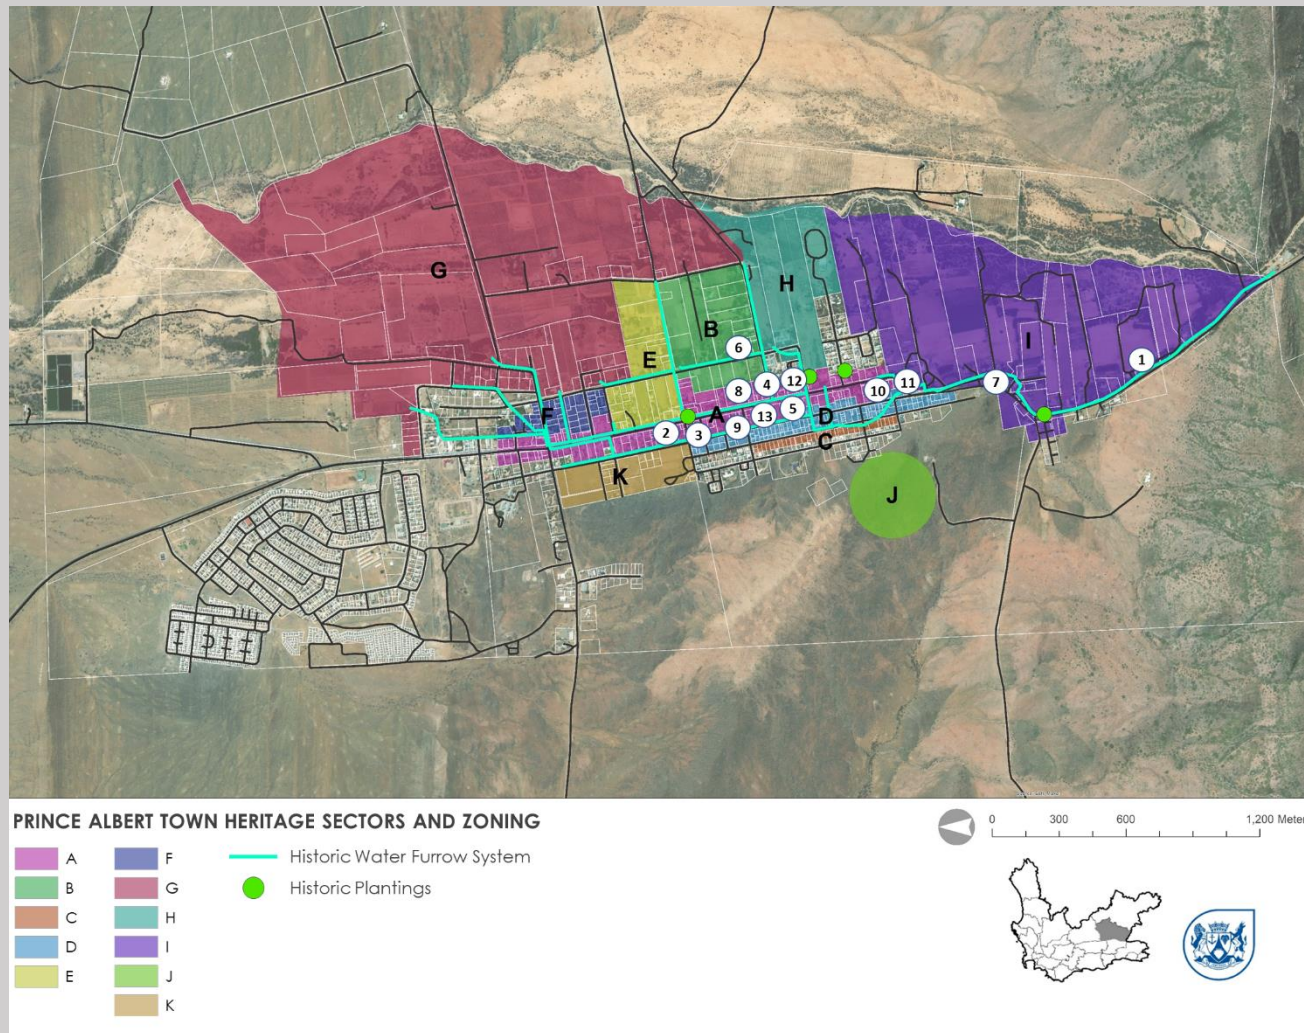 G
H
B
6
I
E
1
4
12
8
7
11
10
F
A
5
13
D
2
3
9
C
K
J
PRINCE ALBERT TOWN HERITAGE SECTORS AND ZONING
0 300 600 1,200 Meter
A F Historic Water Furrow System
B G Historic Plantings
C H
D I
E J
K